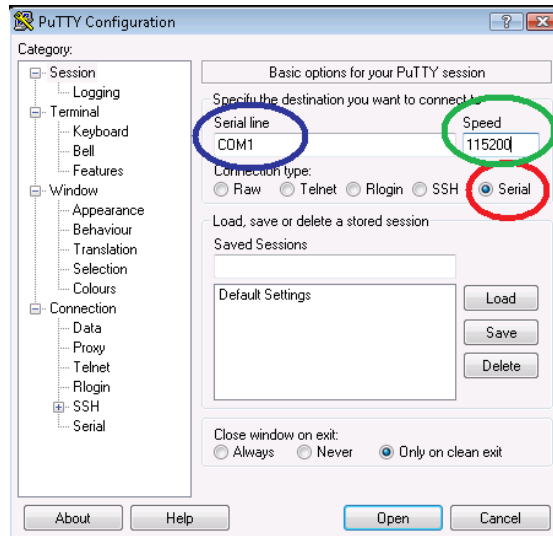 PuTTY Configuration
Category:
Session
Logging
Terminal
Keyboard
Bell
Features
Window
Appearance
Behaviour
Translation
Selection
Colours
Connection
Data
Proxy
Telnet
Rlogin
SSH
Serial
Basic options for your PuTTY session
Specify the destination you want to connect to
Serial line Speed
COM1 115200
Connection type:
Raw Telnet Rlogin SSH Serial
Load, save or delete a stored session
Saved Sessions
Default Settings
Load
Save
Delete
Close window on exit:
Always Never Only on clean exit
About Help Open Cancel